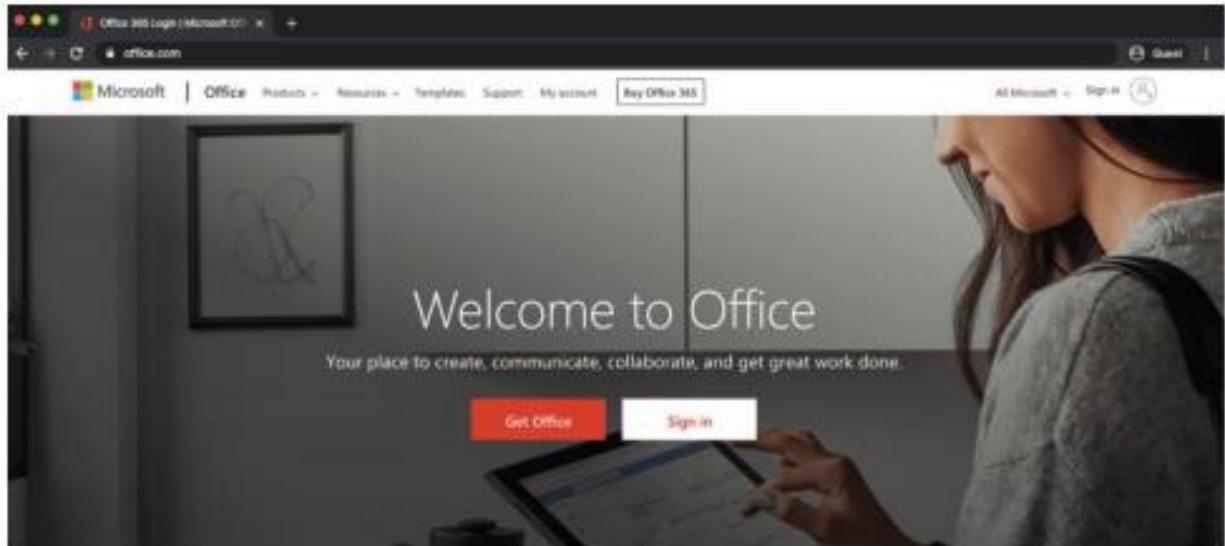 Office 365 Login | Microsoft Of
office.com
Guest
Microsoft | Office Products Resources Templates Support My account Buy Office 365 All Microsoft Sign in
Welcome to Office
Your place to create, communicate, collaborate, and get great work done.
Get Office Sign in